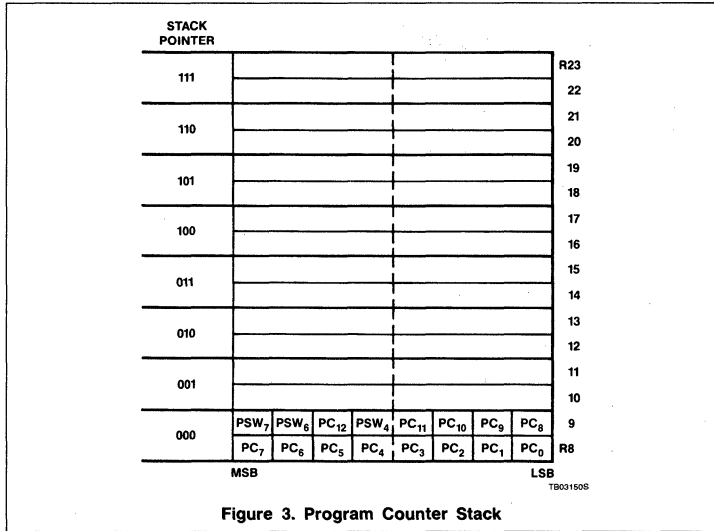 STACK
POINTER
R23
111
22
21
110
20
19
101
18
17
100
16
15
011
14
13
010
12
11
001
10
PSW7 PSW6 PC12 PSW4 PC11 PC10 PC9 PC8 9
000
PC7 PC6 PC5 PC4 PC3 PC2 PC1 PC0 R8
MSB LSB
TB03150S
Figure 3. Program Counter Stack